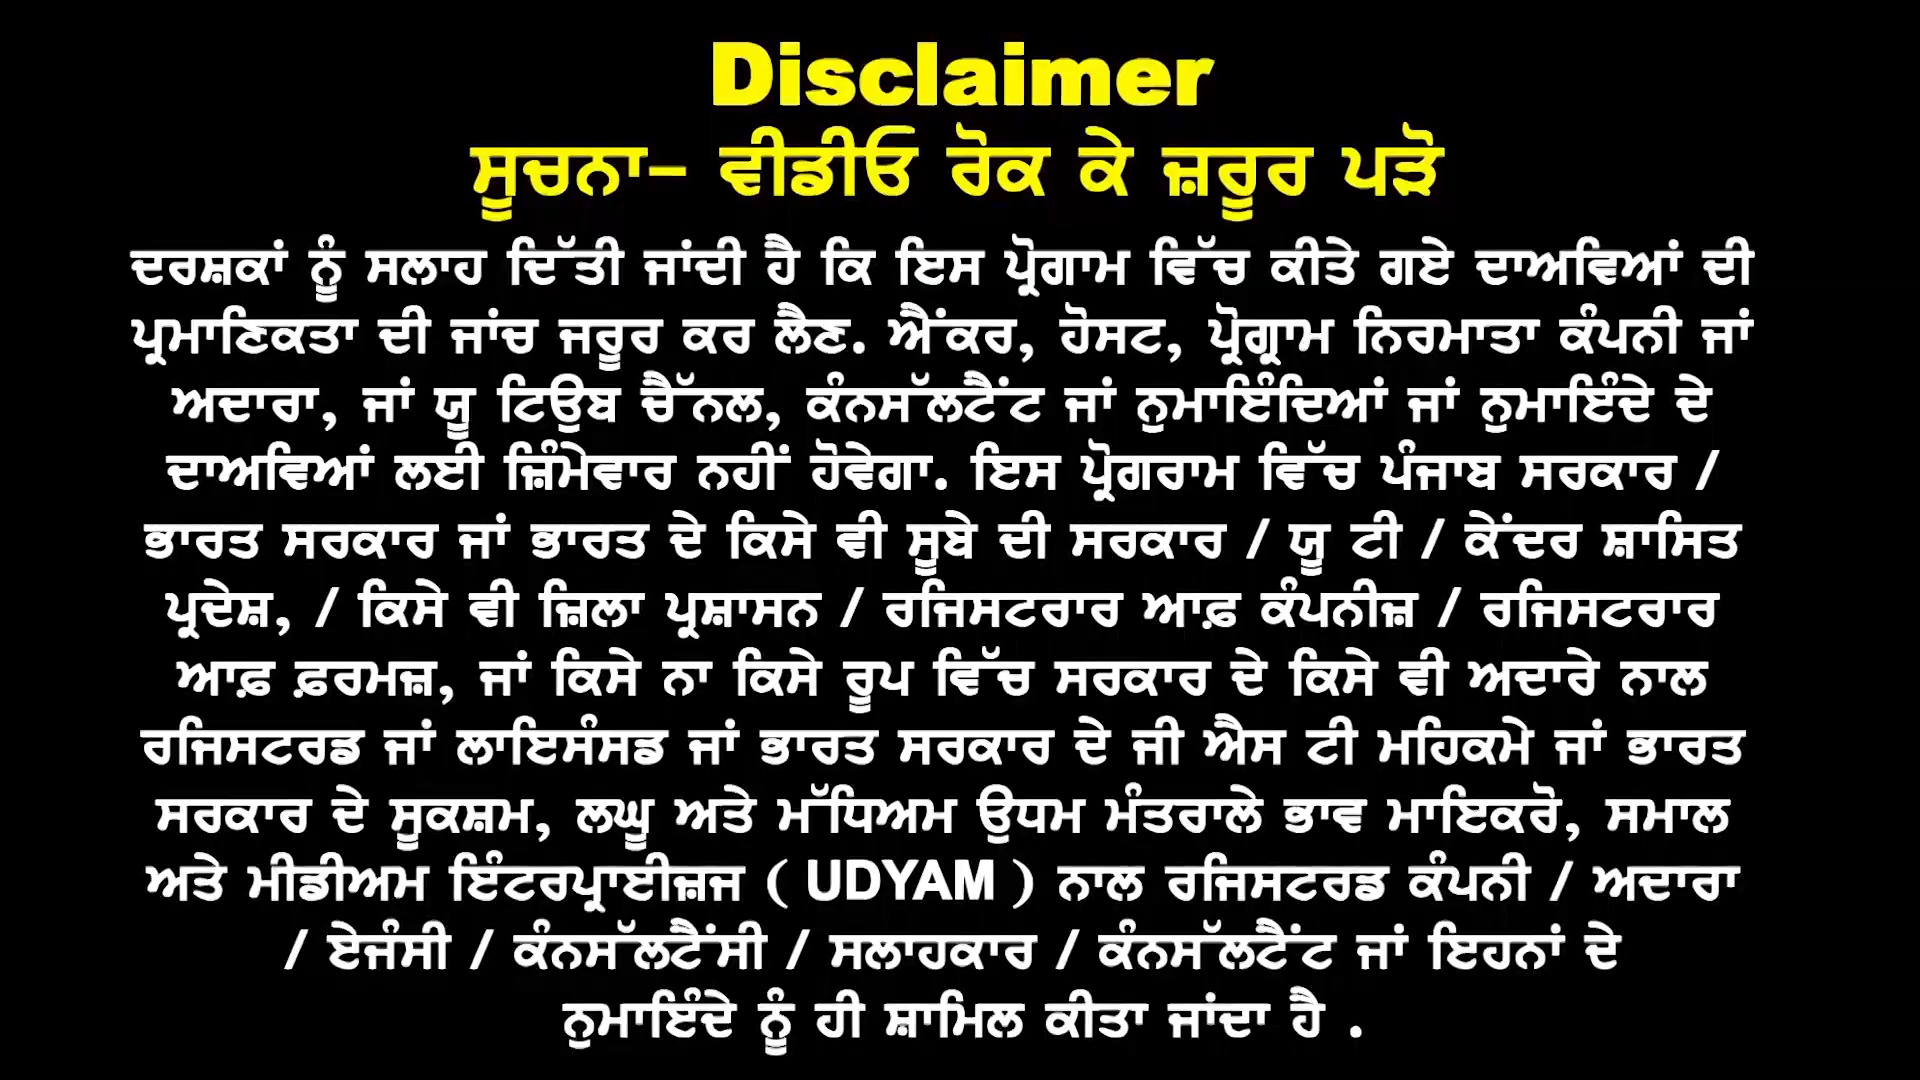 Disclaimer
ਸੂਚਨਾ- ਵੀਡੀਓ ਰੋਕ ਕੇ ਜ਼ਰੂਰ ਪੜੋ
ਦਰਸ਼ਕਾਂ ਨੂੰ ਸਲਾਹ ਦਿੱਤੀ ਜਾਂਦੀ ਹੈ ਕਿ ਇਸ ਪ੍ਰੋਗਾਮ ਵਿੱਚ ਕੀਤੇ ਗਏ ਦਾਅਵਿਆਂ ਦੀ
ਪ੍ਰਮਾਣਿਕਤਾ ਦੀ ਜਾਂਚ ਜਰੂਰ ਕਰ ਲੈਣ. ਐਂਕਰ, ਹੋਸਟ, ਪ੍ਰੋਗ੍ਰਾਮ ਨਿਰਮਾਤਾ ਕੰਪਨੀ ਜਾਂ
ਅਦਾਰਾ, ਜਾਂ ਯੂ ਟਿਊਬ ਚੈੱਨਲ, ਕੰਨਸੱਲਟੈਂਟ ਜਾਂ ਨੁਮਾਇੰਦਿਆਂ ਜਾਂ ਨੁਮਾਇੰਦੇ ਦੇ
ਦਾਅਵਿਆਂ ਲਈ ਜ਼ਿੰਮੇਵਾਰ ਨਹੀਂ ਹੋਵੇਗਾ. ਇਸ ਪ੍ਰੋਗਰਾਮ ਵਿੱਚ ਪੰਜਾਬ ਸਰਕਾਰ /
ਭਾਰਤ ਸਰਕਾਰ ਜਾਂ ਭਾਰਤ ਦੇ ਕਿਸੇ ਵੀ ਸੂਬੇ ਦੀ ਸਰਕਾਰ / ਯੂ ਟੀ / ਕੇਂਦਰ ਸ਼ਾਸਿਤ
ਪ੍ਰਦੇਸ਼, / ਕਿਸੇ ਵੀ ਜ਼ਿਲਾ ਪ੍ਰਸ਼ਾਸਨ / ਰਜਿਸਟਰਾਰ ਆਫ਼ ਕੰਪਨੀਜ਼ / ਰਜਿਸਟਰਾਰ
ਆਫ਼ ਫ਼ਰਮਜ਼, ਜਾਂ ਕਿਸੇ ਨਾ ਕਿਸੇ ਰੂਪ ਵਿੱਚ ਸਰਕਾਰ ਦੇ ਕਿਸੇ ਵੀ ਅਦਾਰੇ ਨਾਲ
ਰਜਿਸਟਰਡ ਜਾਂ ਲਾਇਸੰਸਡ ਜਾਂ ਭਾਰਤ ਸਰਕਾਰ ਦੇ ਜੀ ਐਸ ਟੀ ਮਹਿਕਮੇ ਜਾਂ ਭਾਰਤ
ਸਰਕਾਰ ਦੇ ਸੂਕਸ਼ਮ, ਲਘੂ ਅਤੇ ਮੱਧਿਅਮ ਉਧਮ ਮੰਤਰਾਲੇ ਭਾਵ ਮਾਇਕਰੋ, ਸਮਾਲ
ਅਤੇ ਮੀਡੀਅਮ ਇੰਟਰਪ੍ਰਾਈਜ਼ਜ ( UDYAM ) ਨਾਲ ਰਜਿਸਟਰਡ ਕੰਪਨੀ / ਅਦਾਰਾ
/ ਏਜੰਸੀ / ਕੰਨਸੱਲਟੈਂਸੀ / ਸਲਾਹਕਾਰ / ਕੰਨਸੱਲਟੈਂਟ ਜਾਂ ਇਹਨਾਂ ਦੇ
ਨੁਮਾਇੰਦੇ ਨੂੰ ਹੀ ਸ਼ਾਮਿਲ ਕੀਤਾ ਜਾਂਦਾ ਹੈ .